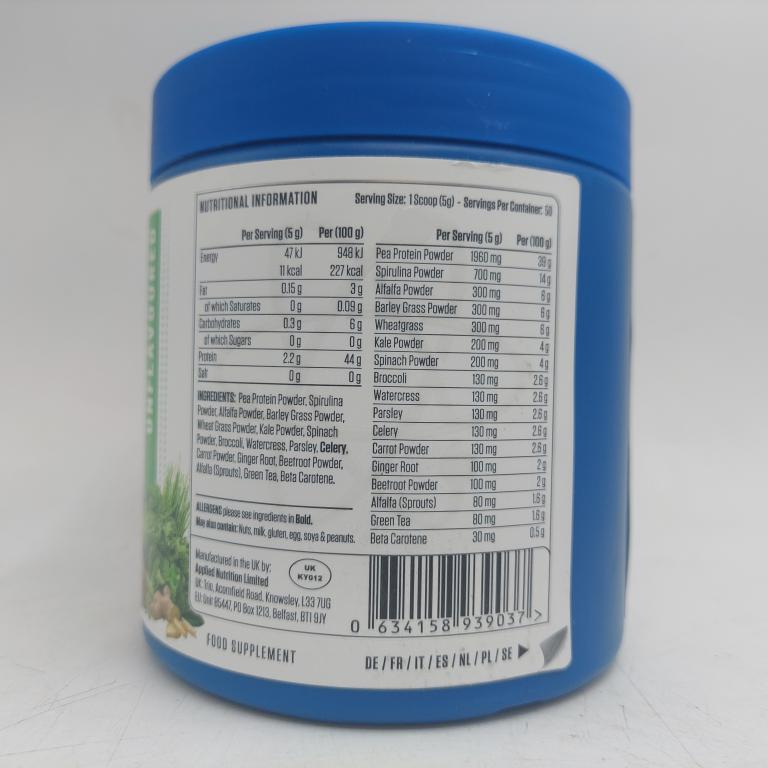 UNFLAVOURED
NUTRITIONAL INFORMATION
Serving Size: 1 Scoop (5g) - Servings Per Container: 50
Per Serving (5 g) Per (100 g)
Energy 47 kJ 948 kJ
11 kcal 227 kcal
Fat 0.15 g 3 g
of which Saturates 0 g 0.09 g
Carbohydrates 0.3 g 6 g
of which Sugars 0 g 0 g
Protein 2.2 g 44 g
Salt 0 g 0 g
INGREDIENTS: Pea Protein Powder, Spirulina
Powder, Alfalfa Powder, Barley Grass Powder,
Wheat Grass Powder, Kale Powder, Spinach
Powder, Broccoli, Watercress, Parsley, Celery,
Carrot Powder, Ginger Root, Beetroot Powder,
Alfalfa (Sprouts), Green Tea, Beta Carotene.
ALLERGENS please see ingredients in Bold.
May also contain: Nuts, milk, gluten, egg, soya & peanuts.
Per Serving (5 g) Per (100 g)
Pea Protein Powder 1960 mg 39 g
Spirulina Powder 700 mg 14 g
Alfalfa Powder 300 mg 6 g
Barley Grass Powder 300 mg 6 g
Wheatgrass 300 mg 6 g
Kale Powder 200 mg 4 g
Spinach Powder 200 mg 4 g
Broccoli 130 mg 2.6 g
Watercress 130 mg 2.6 g
Parsley 130 mg 2.6 g
Celery 130 mg 2.6 g
Carrot Powder 130 mg 2.6 g
Ginger Root 100 mg 2 g
Beetroot Powder 100 mg 2 g
Alfalfa (Sprouts) 80 mg 1.6 g
Green Tea 80 mg 1.6 g
Beta Carotene 30 mg 0.5 g
Manufactured in the UK by:
Applied Nutrition Limited
UK: 1 Acornfield Road, Knowsley, L33 7UG
EU: Unit 85447, PO Box 1213, Belfast, BT1 9JY
UK
KY012
0 634158 939037 >
FOOD SUPPLEMENT
DE / FR / IT / ES / NL / PL / SE